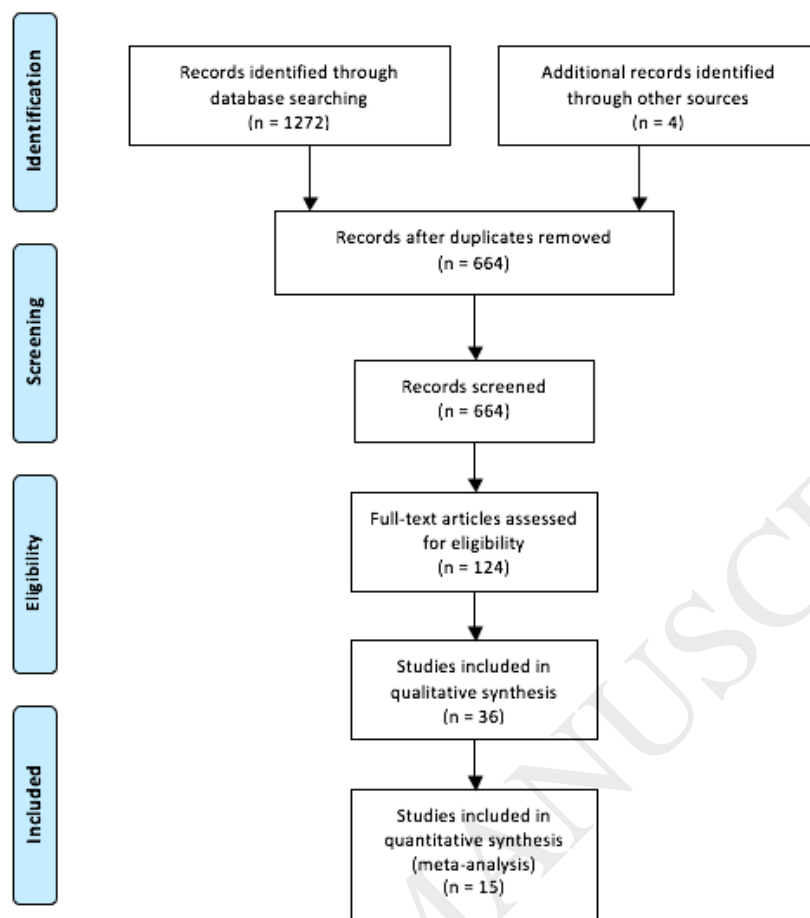 Identification
Records identified through
database searching
(n = 1272)
Additional records identified
through other sources
(n = 4)
Records after duplicates removed
(n = 664)
Screening
Records screened
(n = 664)
Eligibility
Full-text articles assessed
for eligibility
(n = 124)
Studies included in
qualitative synthesis
(n = 36)
Included
Studies included in
quantitative synthesis
(meta-analysis)
(n = 15)
MANUSC